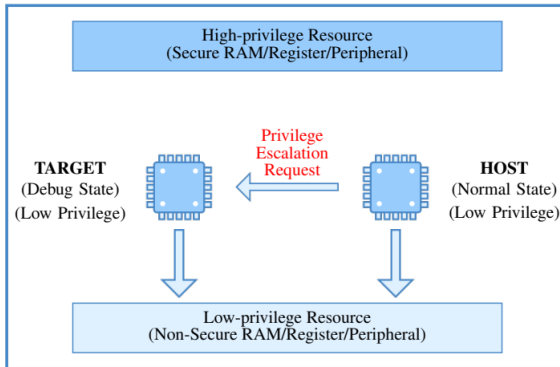 High-privilege Resource
(Secure RAM/Register/Peripheral)
Privilege
Escalation
Request
TARGET
(Debug State)
(Low Privilege)
HOST
(Normal State)
(Low Privilege)
Low-privilege Resource
(Non-Secure RAM/Register/Peripheral)